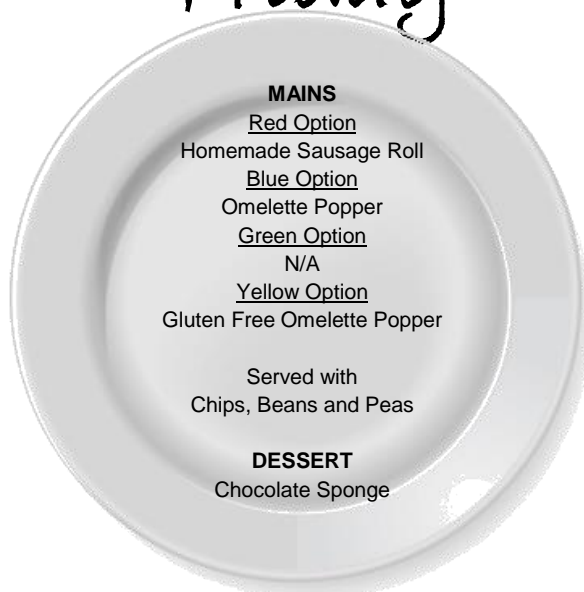 MAINS
Red Option
Homemade Sausage Roll
Blue Option
Omelette Popper
Green Option
N/A
Yellow Option
Gluten Free Omelette Popper
Served with
Chips, Beans and Peas
DESSERT
Chocolate Sponge